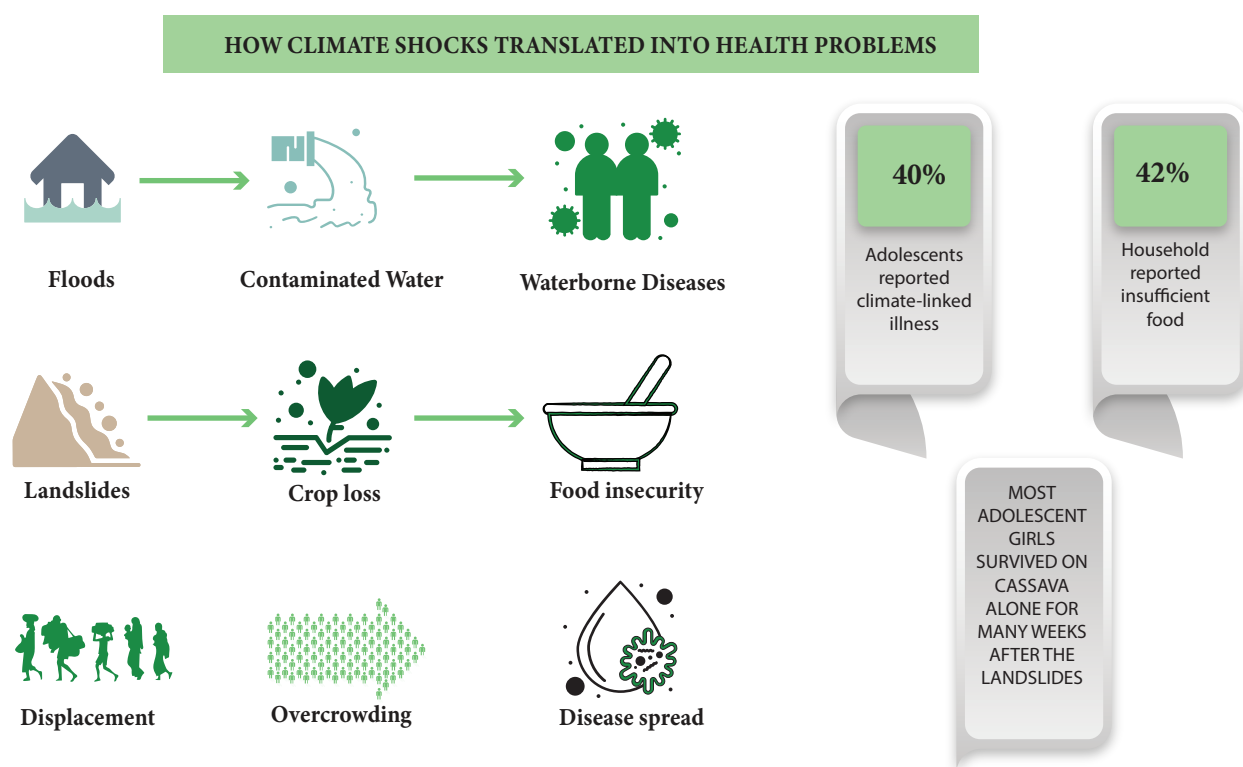 HOW CLIMATE SHOCKS TRANSLATED INTO HEALTH PROBLEMS
Floods
Contaminated Water
Waterborne Diseases
Landslides
Crop loss
Food insecurity
Displacement
Overcrowding
Disease spread
40%
Adolescents
reported
climate-linked
illness
42%
Household
reported
insufficient
food
MOST
ADOLESCENT
GIRLS
SURVIVED ON
CASSAVA
ALONE FOR
MANY WEEKS
AFTER THE
LANDSLIDES